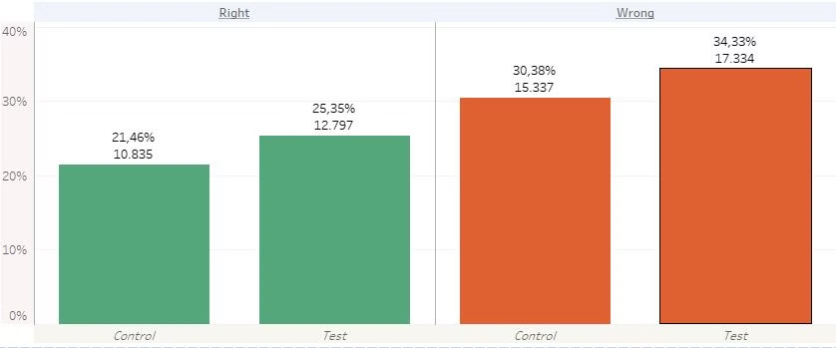 Right
Wrong
40%
30%
20%
10%
0%
21,46%
10.835
25,35%
12.797
30,38%
15.337
34,33%
17.334
Control
Test
Control
Test